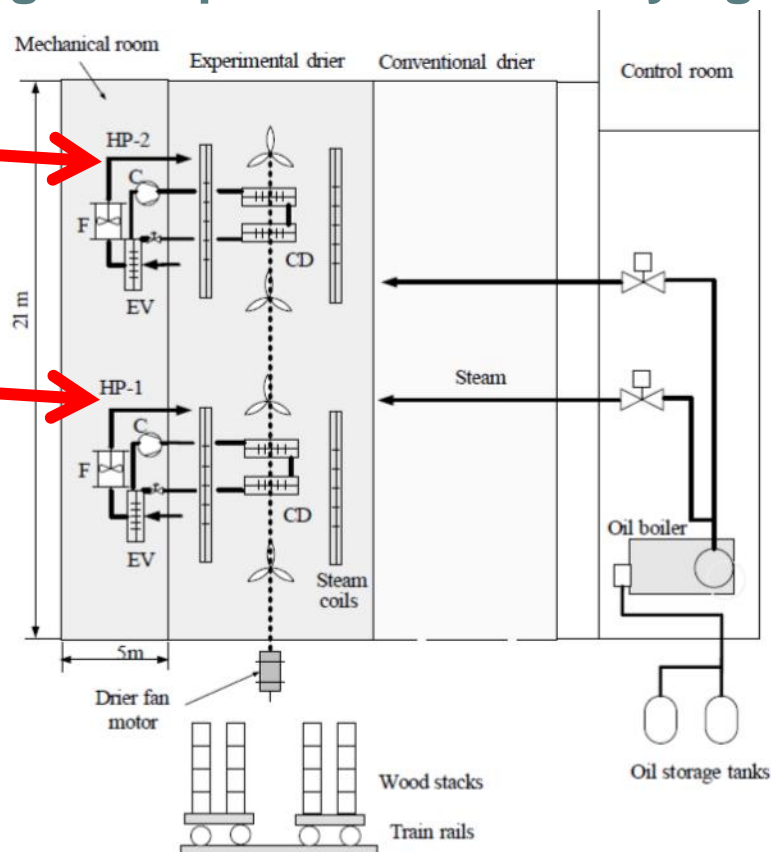 Mechanical room
Experimental drier
Conventional drier
Control room
HP-2
C
F
CD
EV
21 m
HP-1
C
Steam
F
CD
EV
Oil boiler
Steam
coils
5m
Drier fan
motor
Oil storage tanks
Wood stacks
Train rails